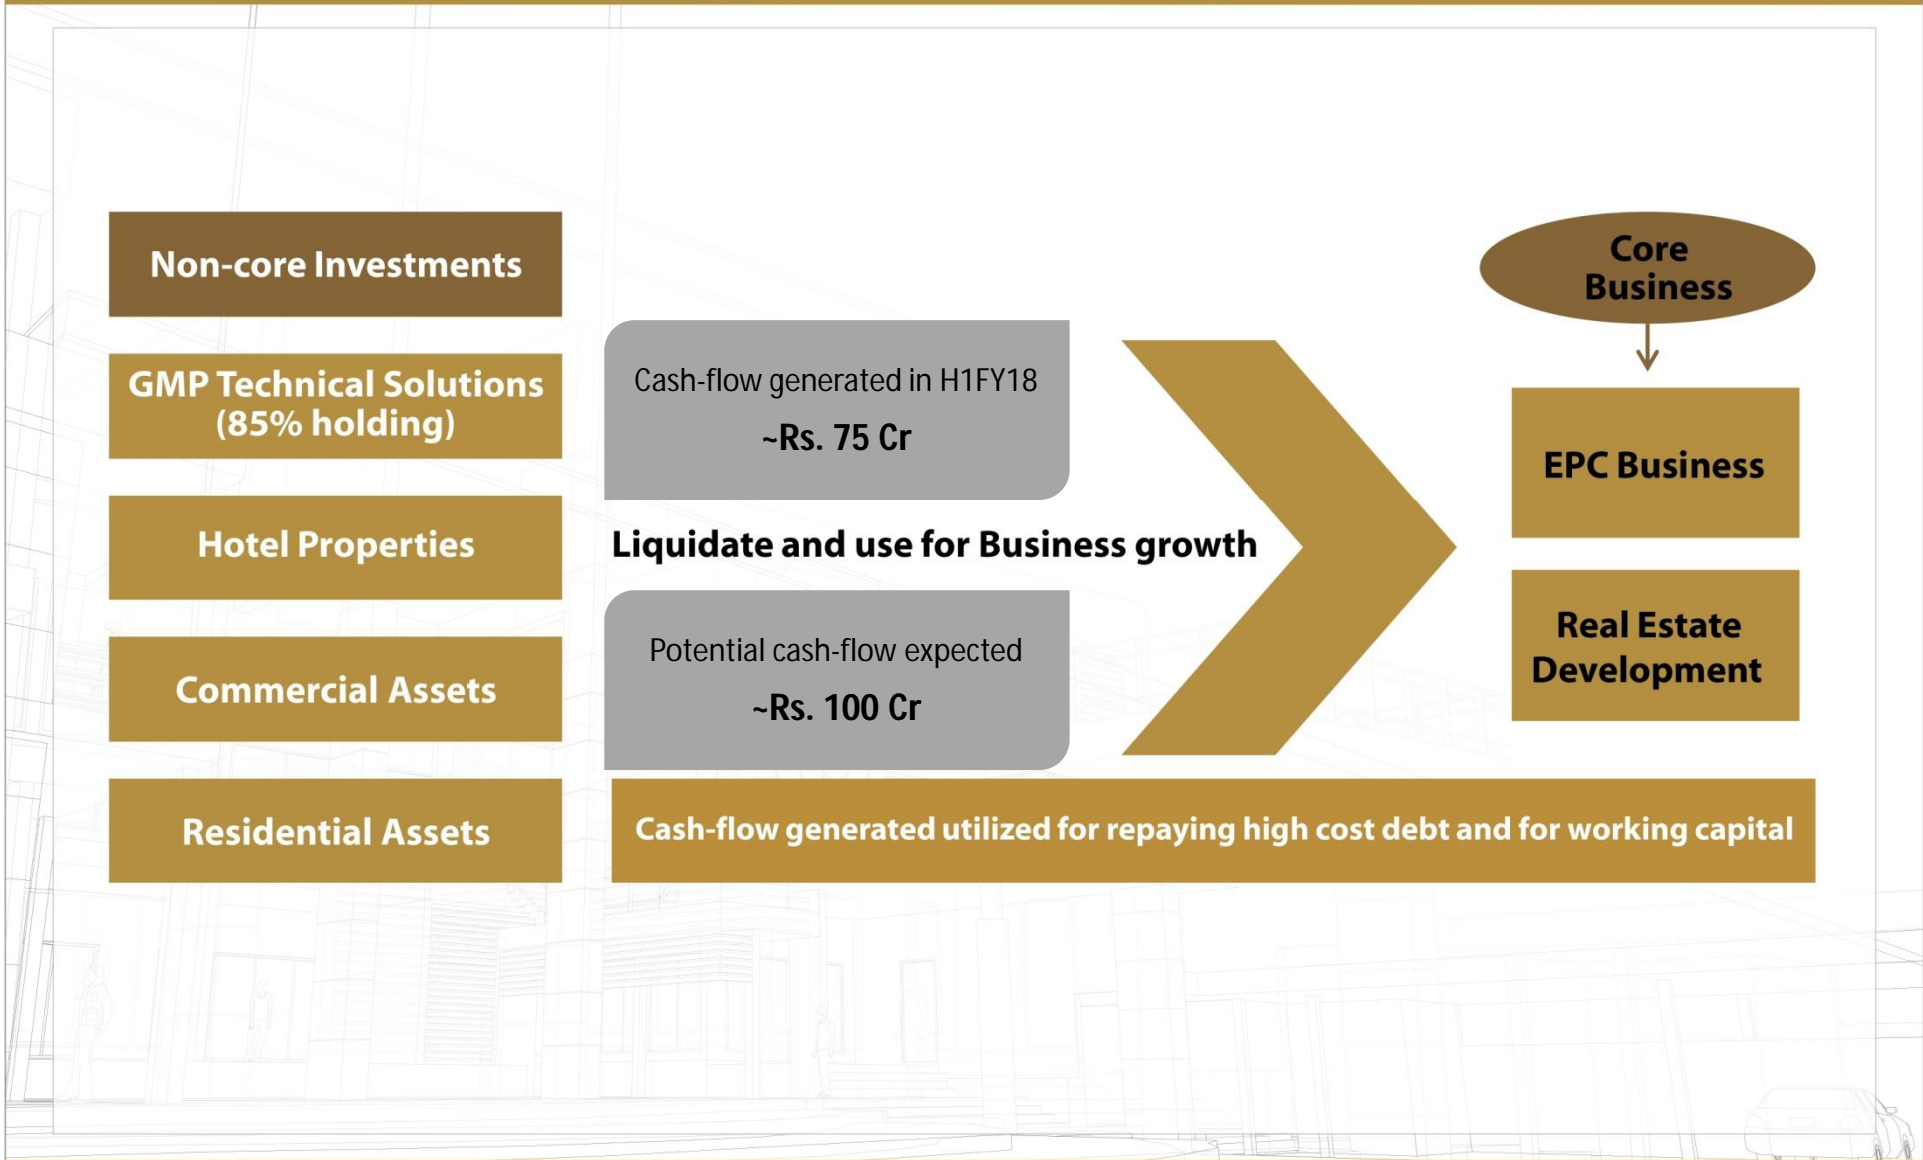 Non-core Investments
GMP Technical Solutions
(85% holding)
Hotel Properties
Commercial Assets
Residential Assets
Cash-flow generated in H1FY18
~Rs. 75 Cr
Liquidate and use for Business growth
Potential cash-flow expected
~Rs. 100 Cr
Core
Business
EPC Business
Real Estate
Development
Cash-flow generated utilized for repaying high cost debt and for working capital